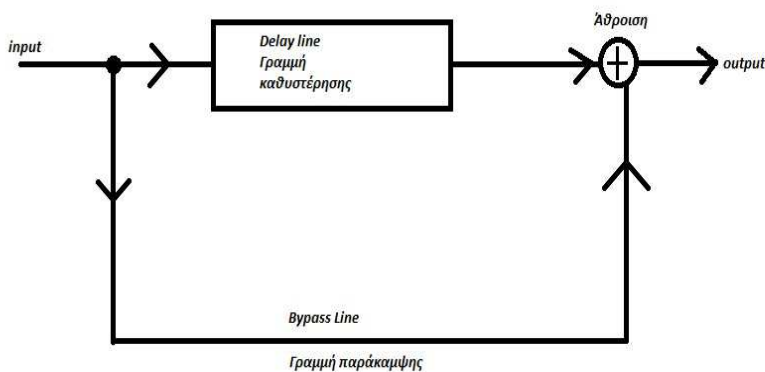 Άθροιση
input
Delay line
Γραμμή
καθυστέρησης
output
Bypass Line
Γραμμή παράκαμψης